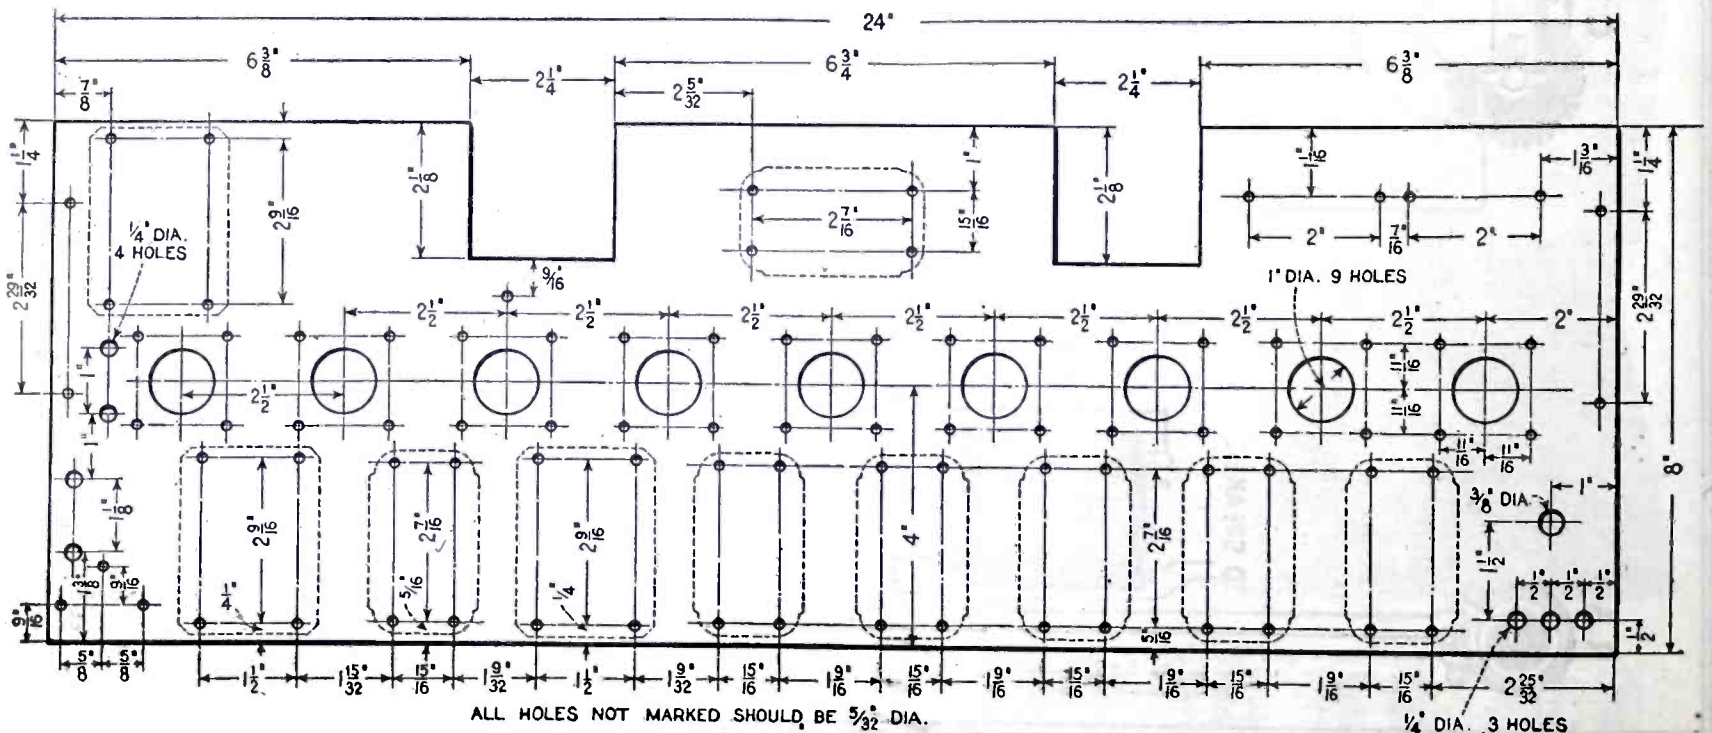 24"
6 3/8" 2 1/4" 6 3/4" 2 1/4" 6 3/8"
7/8" 2 5/32"
1 1/4" 2 9/16" 2 1/8" 1" 2 1/8" 1 1/16" 1 3/16" 1 1/4"
2 7/16" 15/16" 2" 7/16" 2"
1/4" DIA.
4 HOLES
2 29/32" 9/16" 1" DIA. 9 HOLES 2 29/32"
2 1/2" 2 1/2" 2 1/2" 2 1/2" 2 1/2" 2 1/2" 2 1/2" 2"
1" 2 1/2" 11/16" 11/16" 8"
1" 11/16" 11/16"
1 1/8" 2 9/16" 2 7/16" 2 9/16" 4" 2 7/16" 3/8" DIA. 1"
1 1/2"
1 3/8" 9/16" 1/4" 5/16" 1/4" 5/16" 1/2" 1/2" 1/2"
9/16" 1/2"
5/8" 5/8" 1 1/2" 1 15/32" 15/16" 1 9/32" 1 1/2" 1 9/32" 15/16" 1 9/16" 15/16" 1 9/16" 15/16" 1 9/16" 15/16" 1 9/16" 15/16" 2 25/32"
ALL HOLES NOT MARKED SHOULD BE 5/32" DIA.
1/4" DIA. 3 HOLES